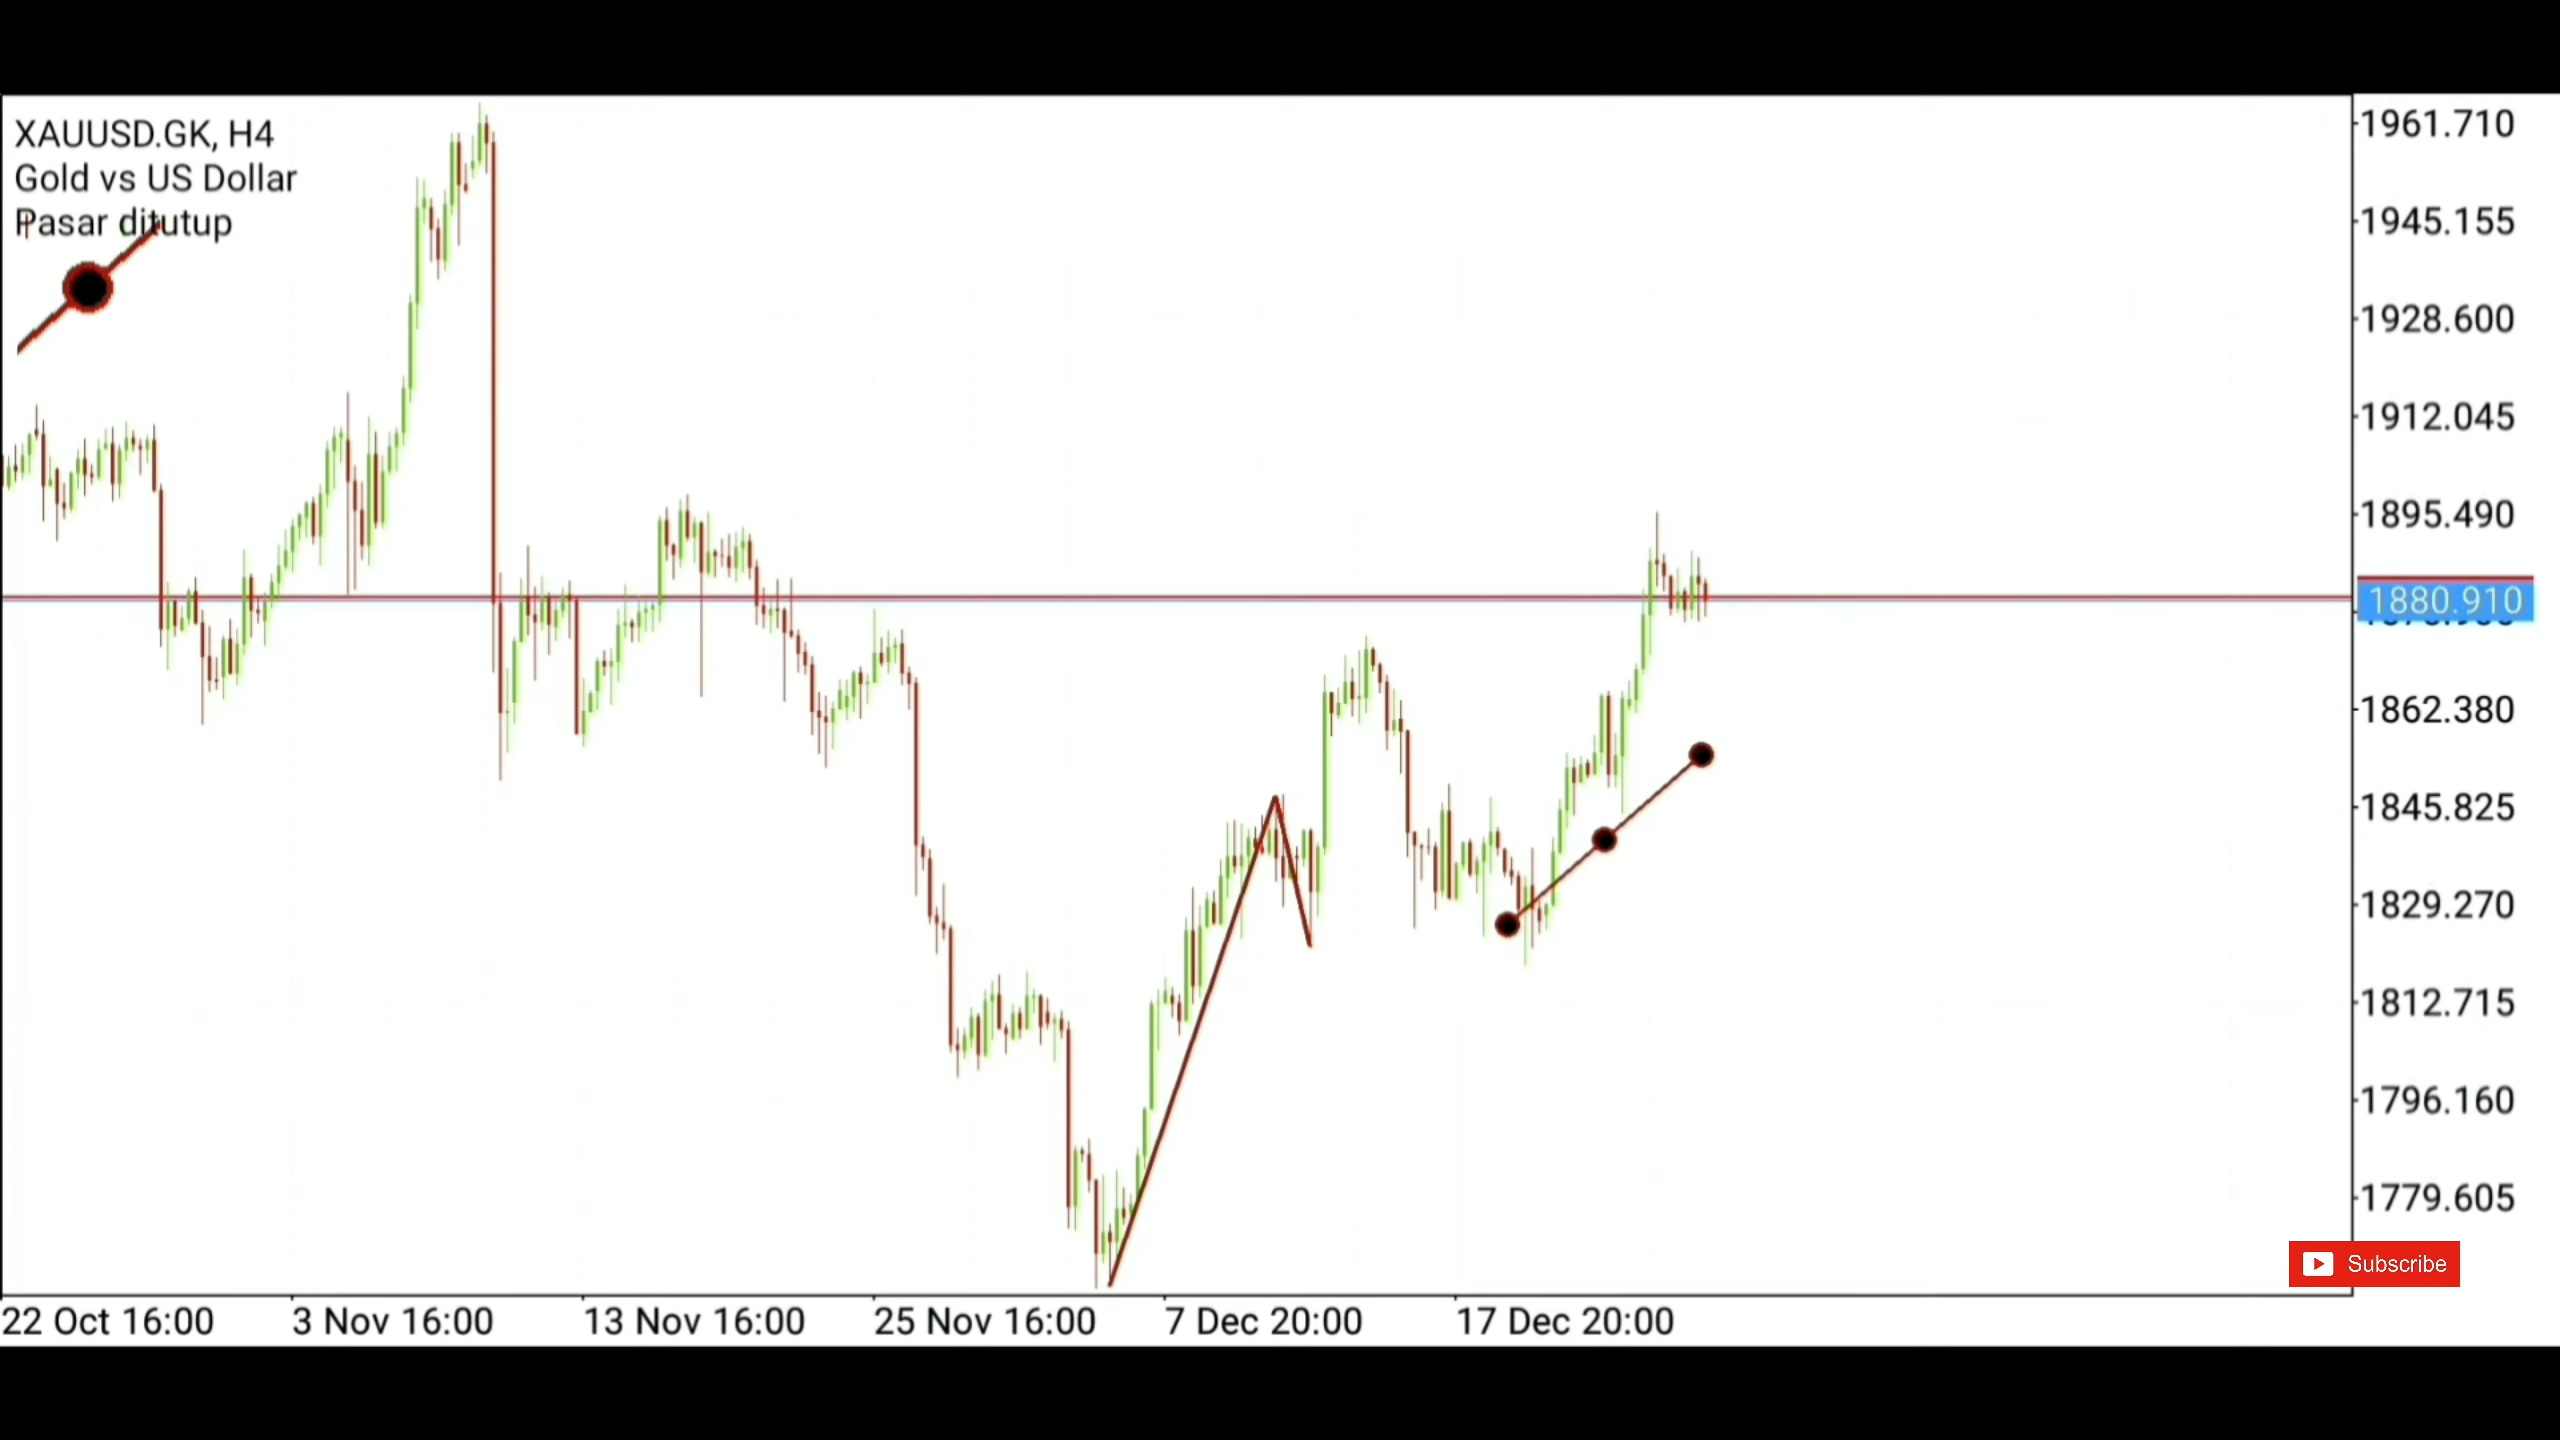 XAUUSD.GK, H4
Gold vs US Dollar
Pasar ditutup
1961.710
1945.155
1928.600
1912.045
1895.490
1880.910
1862.380
1845.825
1829.270
1812.715
1796.160
1779.605
Subscribe
22 Oct 16:00 3 Nov 16:00 13 Nov 16:00 25 Nov 16:00 7 Dec 20:00 17 Dec 20:00